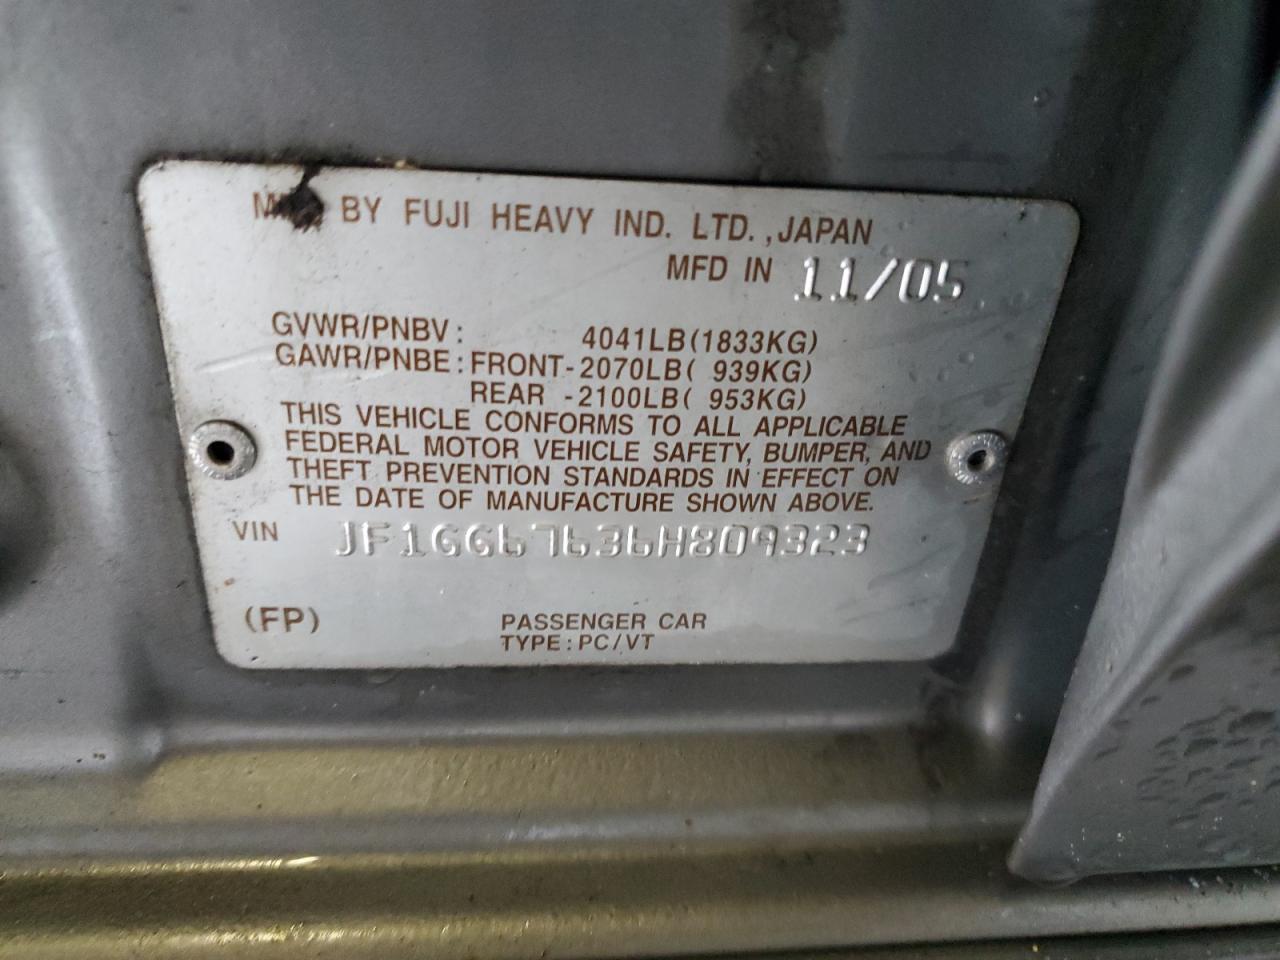 BY FUJI HEAVY IND. LTD., JAPAN
MFD IN 11/05
GVWR/PNBV: 4041LB(1833KG)
GAWR/PNBE: FRONT-2070LB( 939KG)
REAR -2100LB( 953KG)
THIS VEHICLE CONFORMS TO ALL APPLICABLE
FEDERAL MOTOR VEHICLE SAFETY, BUMPER, AND
THEFT PREVENTION STANDARDS IN EFFECT ON
THE DATE OF MANUFACTURE SHOWN ABOVE.
VIN JF1GG67636H809323
(FP) PASSENGER CAR
TYPE: PC/VT